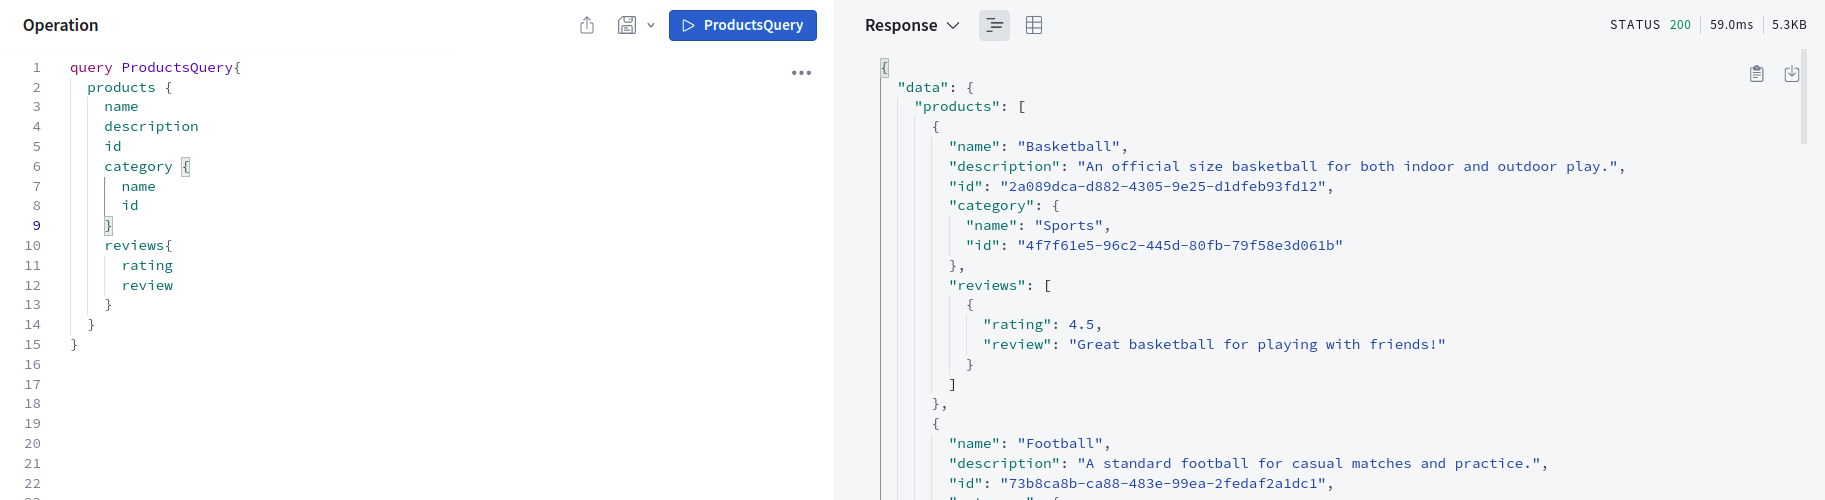 Operation
ProductsQuery
1 query ProductsQuery{
2 products {
3 name
4 description
5 id
6 category {
7 name
8 id
9 }
10 reviews{
11 rating
12 review
13 }
14 }
15 }
16
17
18
19
20
21
22
Response
STATUS 200 59.0ms 5.3KB
{
"data": {
"products": [
{
"name": "Basketball",
"description": "An official size basketball for both indoor and outdoor play.",
"id": "2a089dca-d882-4305-9e25-d1dfeb93fd12",
"category": {
"name": "Sports",
"id": "4f7f61e5-96c2-445d-80fb-79f58e3d061b"
},
"reviews": [
{
"rating": 4.5,
"review": "Great basketball for playing with friends!"
}
]
},
{
"name": "Football",
"description": "A standard football for casual matches and practice.",
"id": "73b8ca8b-ca88-483e-99ea-2fedaf2a1dc1",